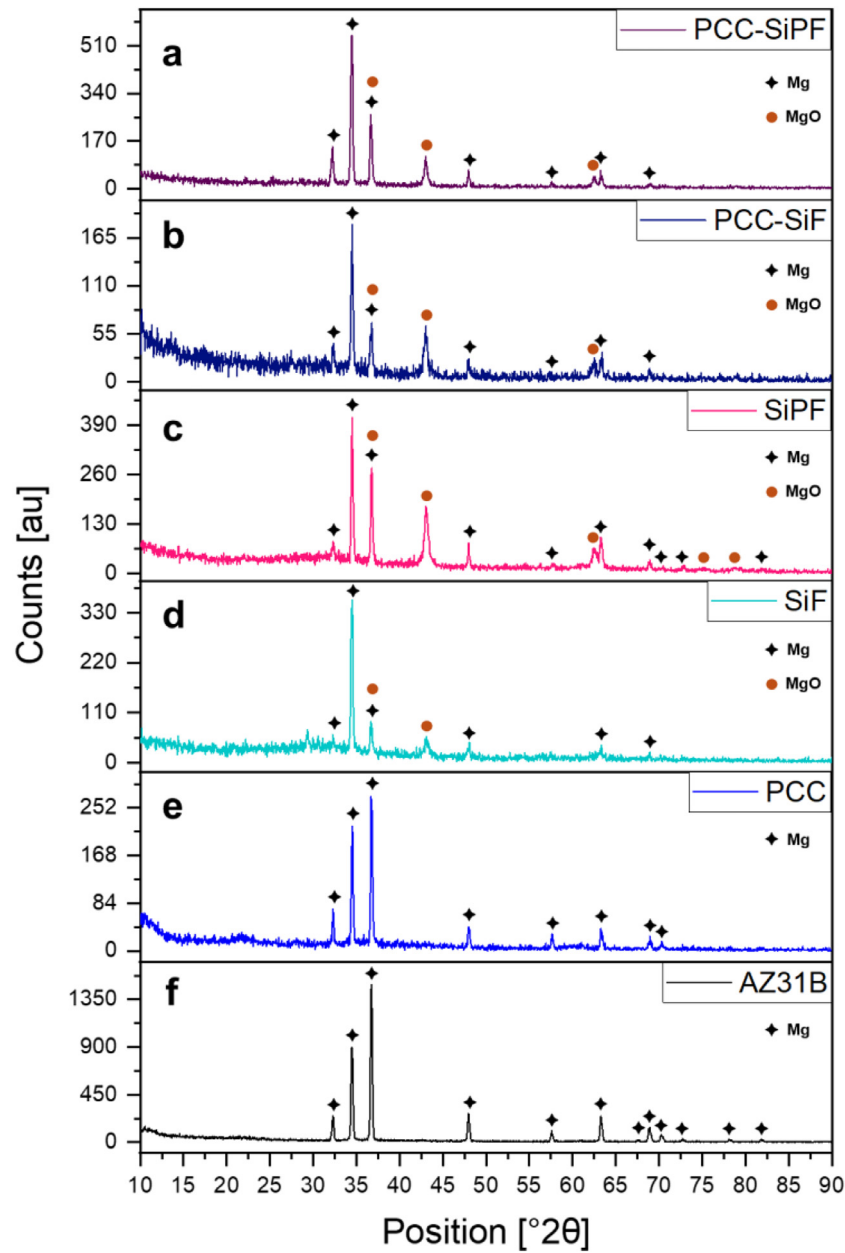 Counts [au]
a
PCC-SiPF
Mg
MgO
510
340
170
0
b
PCC-SiF
Mg
MgO
165
110
55
0
c
SiPF
Mg
MgO
390
260
130
0
d
SiF
Mg
MgO
330
220
110
0
e
PCC
Mg
252
168
84
0
f
AZ31B
Mg
1350
900
450
0
10 15 20 25 30 35 40 45 50 55 60 65 70 75 80 85 90
Position [°2θ]